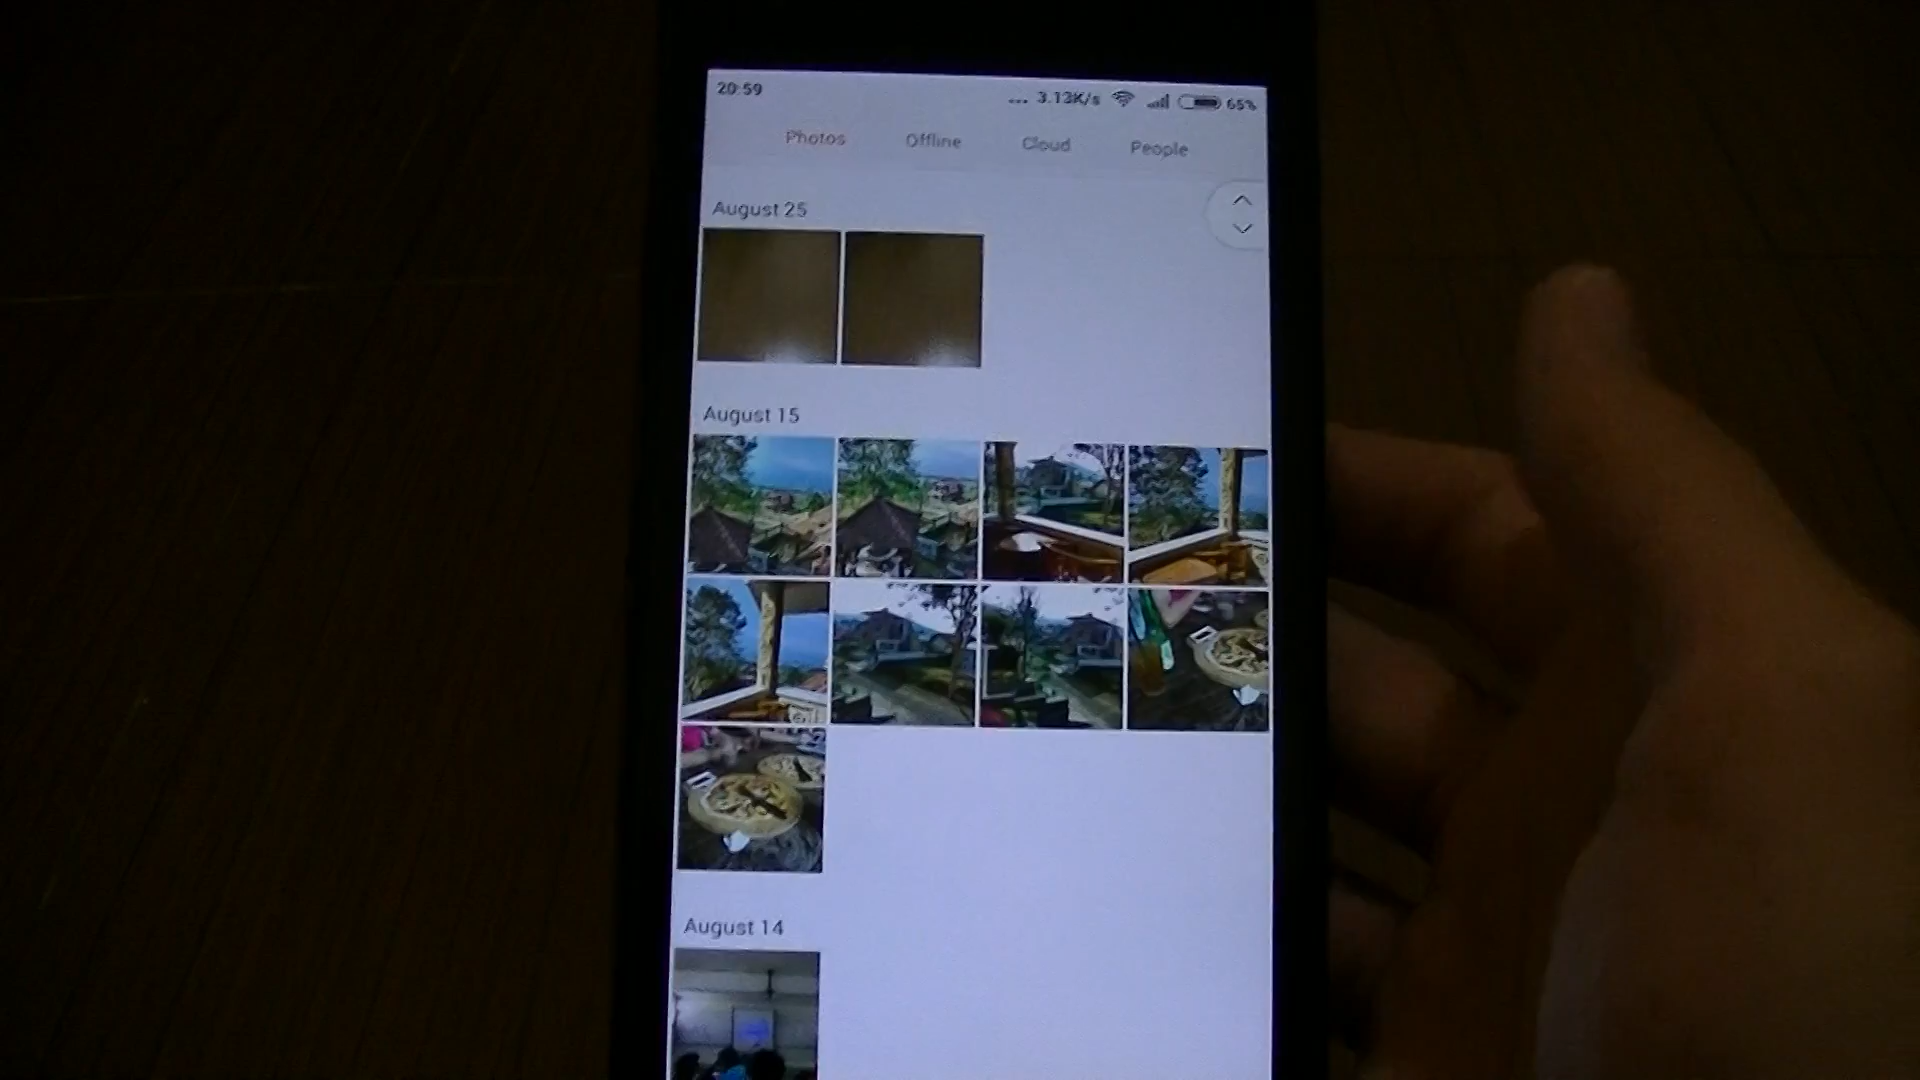 20:59 ... 3.13K/s 65%
Photos Offline Cloud People
August 25
August 15
August 14